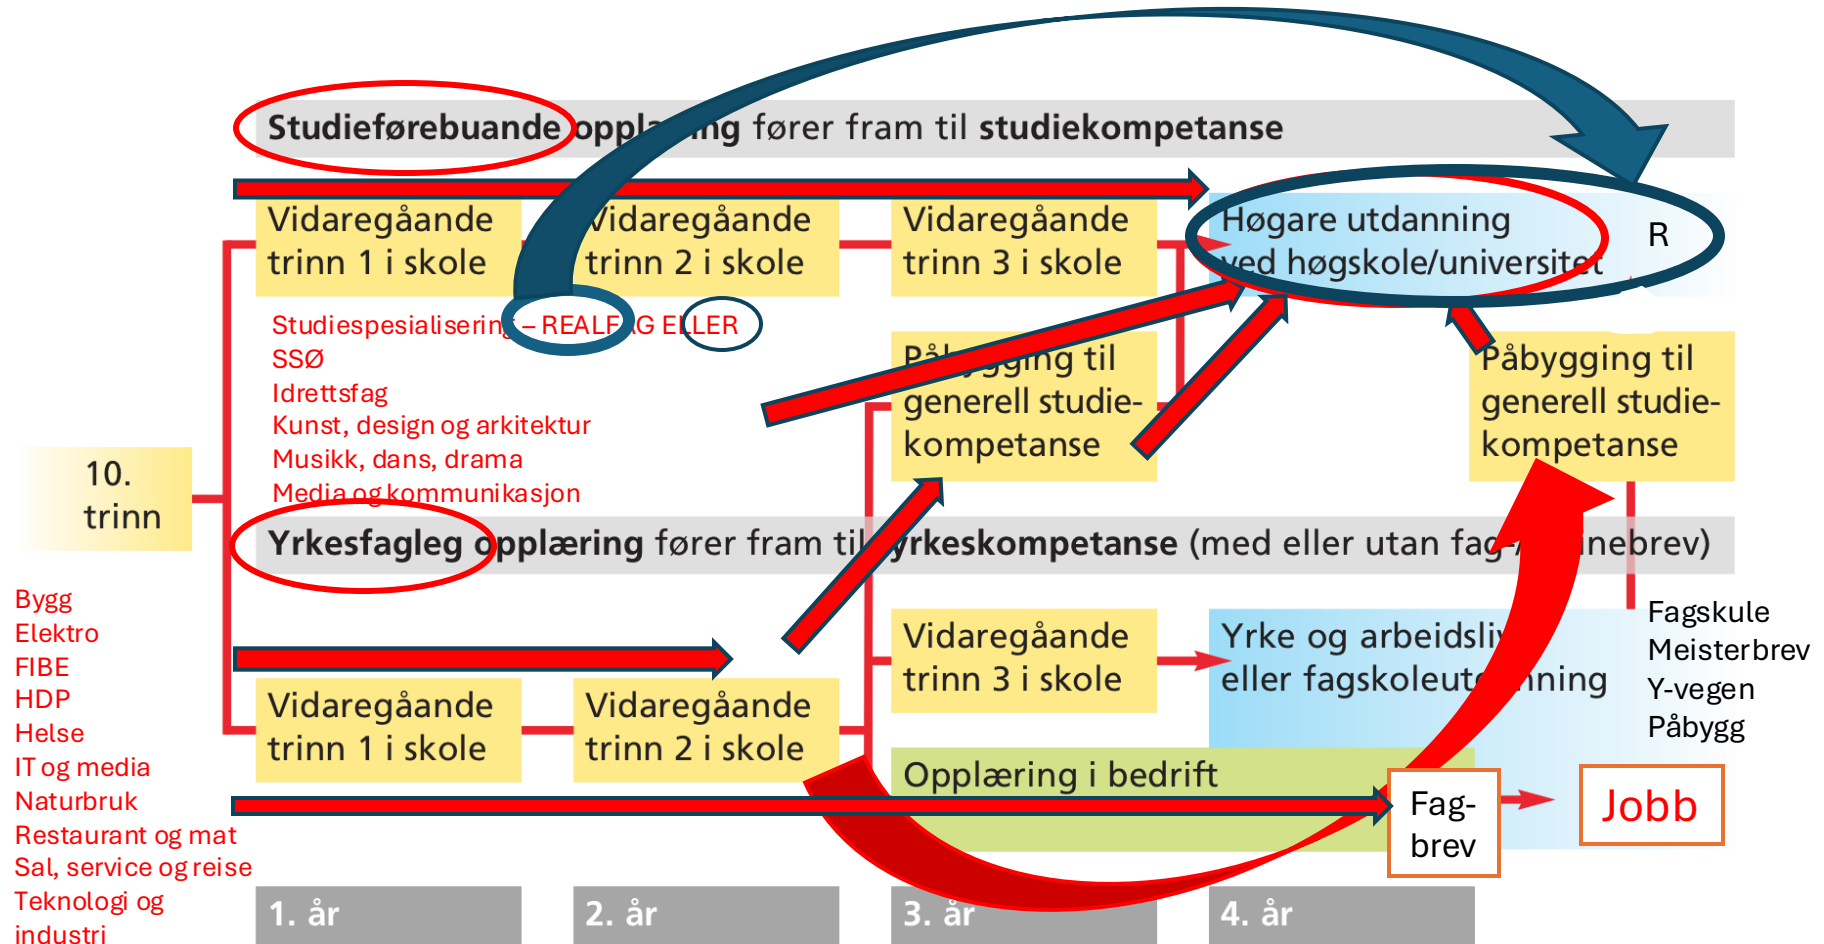 Studieførebuande opplæring fører fram til studiekompetanse
Vidaregåande
trinn 1 i skole
Vidaregåande
trinn 2 i skole
Vidaregåande
trinn 3 i skole
Høgare utdanning
ved høgskole/universitet
R
Studiespesialisering – REALFAG ELLER
SSØ
Idrettsfag
Kunst, design og arkitektur
Musikk, dans, drama
Media og kommunikasjon
Påbygging til
generell studie-
kompetanse
Påbygging til
generell studie-
kompetanse
10.
trinn
Yrkesfagleg opplæring fører fram til yrkeskompetanse (med eller utan fag-/svinebrev)
Bygg
Elektro
FIBE
HDP
Helse
IT og media
Naturbruk
Restaurant og mat
Sal, service og reise
Teknologi og
industri
Vidaregåande
trinn 1 i skole
Vidaregåande
trinn 2 i skole
Vidaregåande
trinn 3 i skole
Yrke og arbeidsliv
eller fagskoleutdanning
Fagskule
Meisterbrev
Y-vegen
Påbygg
Opplæring i bedrift
Fag-
brev
Jobb
1. år
2. år
3. år
4. år